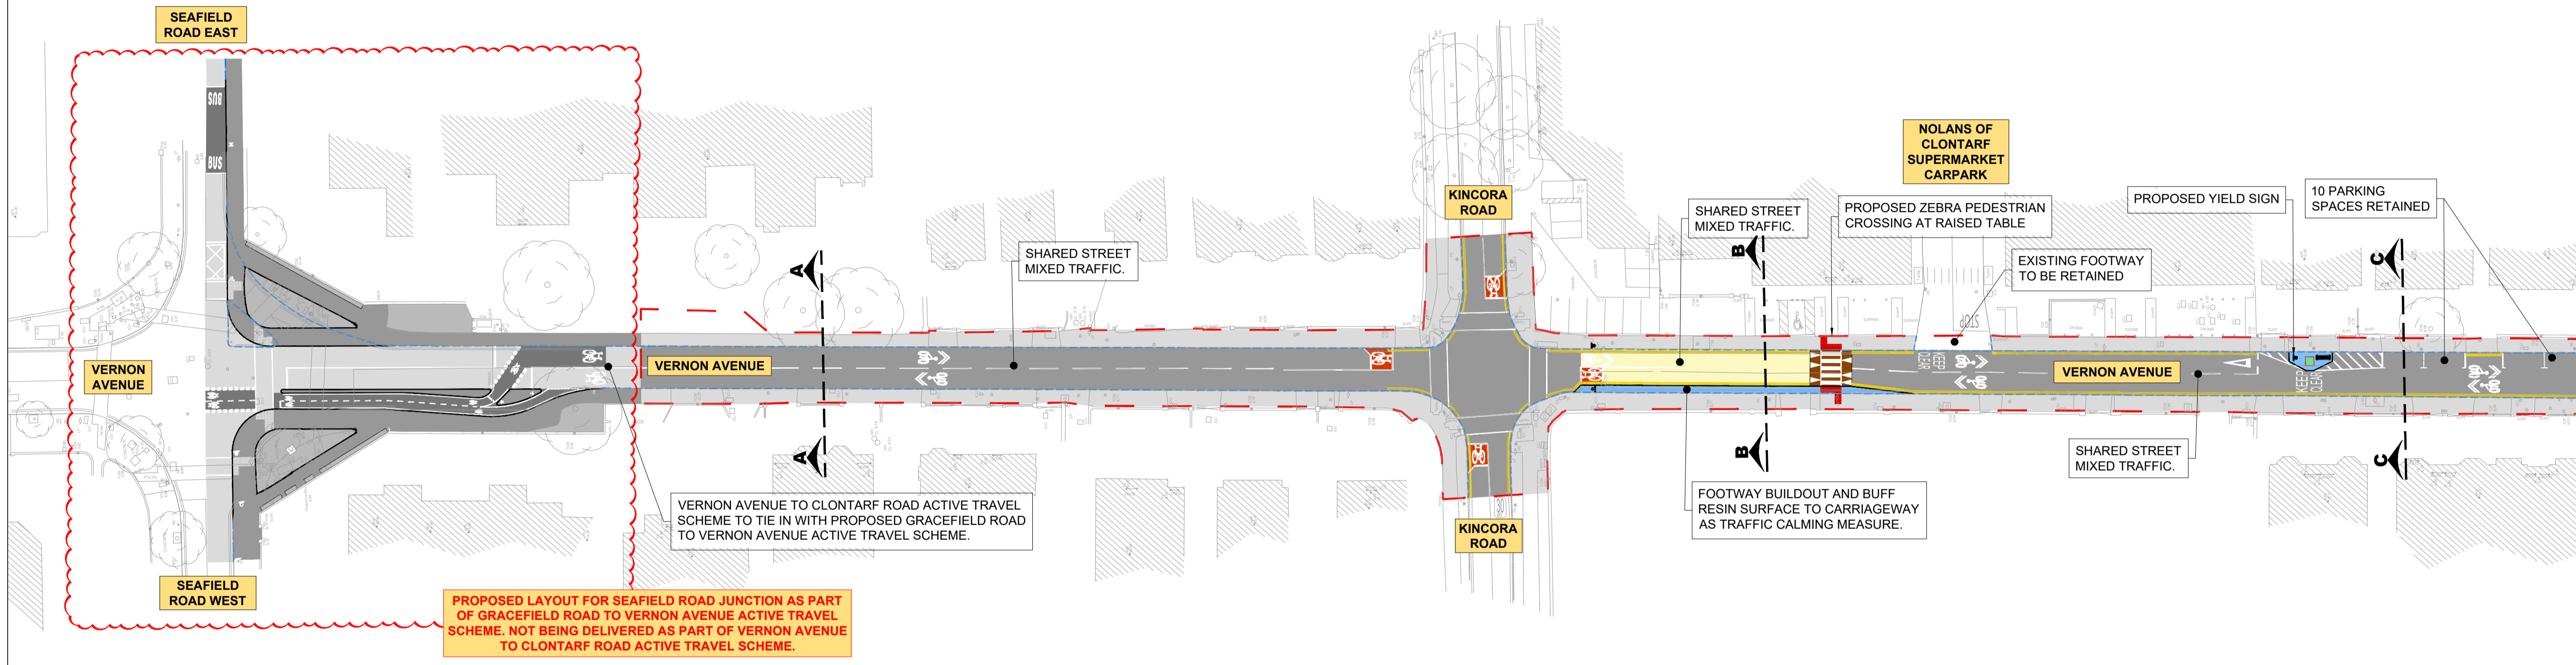 SEAFIELD
ROAD EAST
BUS
BUS
VERNON
AVENUE
SEAFIELD
ROAD WEST
PROPOSED LAYOUT FOR SEAFIELD ROAD JUNCTION AS PART
OF GRACEFIELD ROAD TO VERNON AVENUE ACTIVE TRAVEL
SCHEME. NOT BEING DELIVERED AS PART OF VERNON AVENUE
TO CLONTARF ROAD ACTIVE TRAVEL SCHEME.
VERNON AVENUE
VERNON AVENUE TO CLONTARF ROAD ACTIVE TRAVEL
SCHEME TO TIE IN WITH PROPOSED GRACEFIELD ROAD
TO VERNON AVENUE ACTIVE TRAVEL SCHEME.
A
A
SHARED STREET
MIXED TRAFFIC.
KINCORA
ROAD
KINCORA
ROAD
SHARED STREET
MIXED TRAFFIC.
B
B
FOOTWAY BUILDOUT AND BUFF
RESIN SURFACE TO CARRIAGEWAY
AS TRAFFIC CALMING MEASURE.
PROPOSED ZEBRA PEDESTRIAN
CROSSING AT RAISED TABLE
NOLANS OF
CLONTARF
SUPERMARKET
CARPARK
EXISTING FOOTWAY
TO BE RETAINED
STOP
KEEP
CLEAR
VERNON AVENUE
SHARED STREET
MIXED TRAFFIC.
PROPOSED YIELD SIGN
KEEP
CLEAR
10 PARKING
SPACES RETAINED
C
C